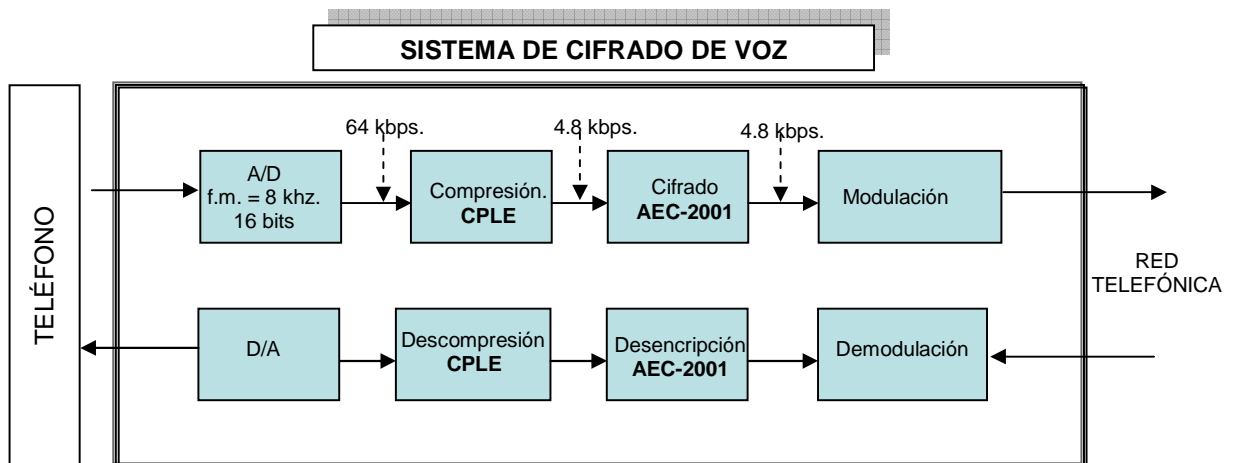 SISTEMA DE CIFRADO DE VOZ
TELÉFONO
64 kbps.
4.8 kbps.
4.8 kbps.
A/D
f.m. = 8 khz.
16 bits
Compresión.
CPLE
Cifrado
AEC-2001
Modulación
RED
TELEFÓNICA
D/A
Descompresión
CPLE
Desencripción
AEC-2001
Demodulación